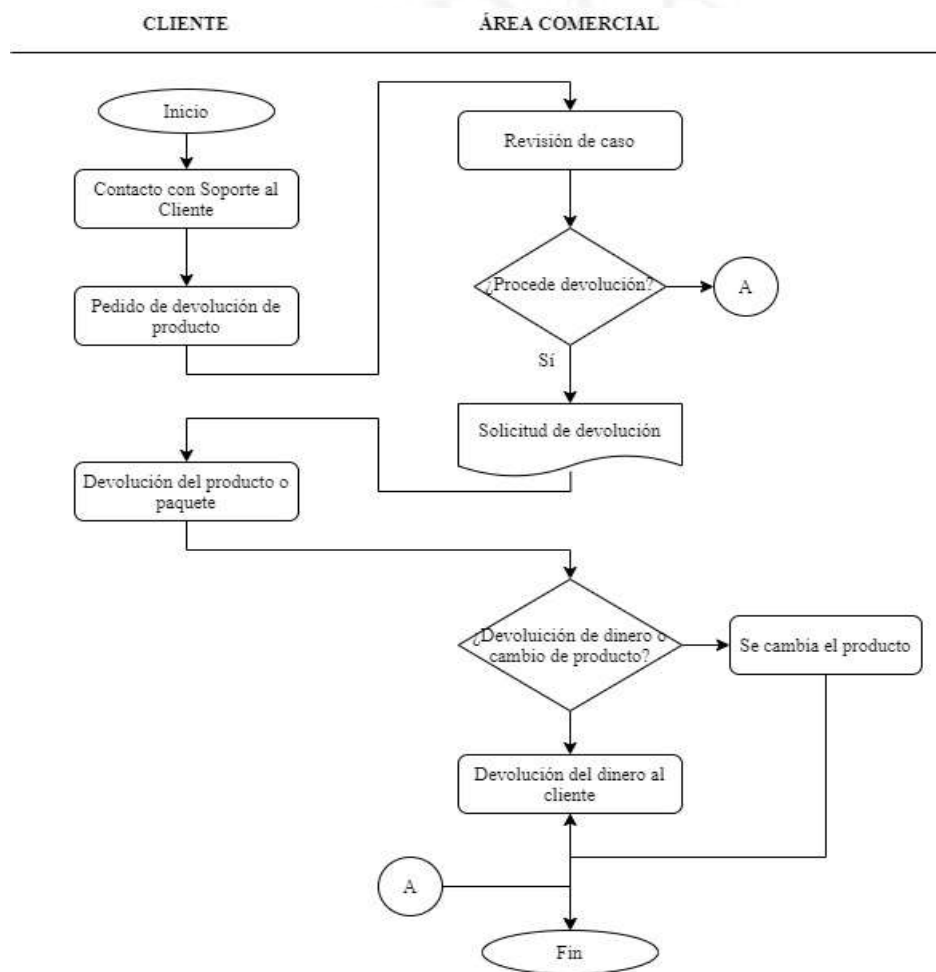 CLIENTE
ÁREA COMERCIAL
Inicio
Contacto con Soporte al
Cliente
Pedido de devolución de
producto
Revisión de caso
¿Procede devolución?
A
Sí
Solicitud de devolución
Devolución del producto o
paquete
¿Devoluición de dinero o
cambio de producto?
Se cambia el producto
Devolución del dinero al
cliente
A
Fin